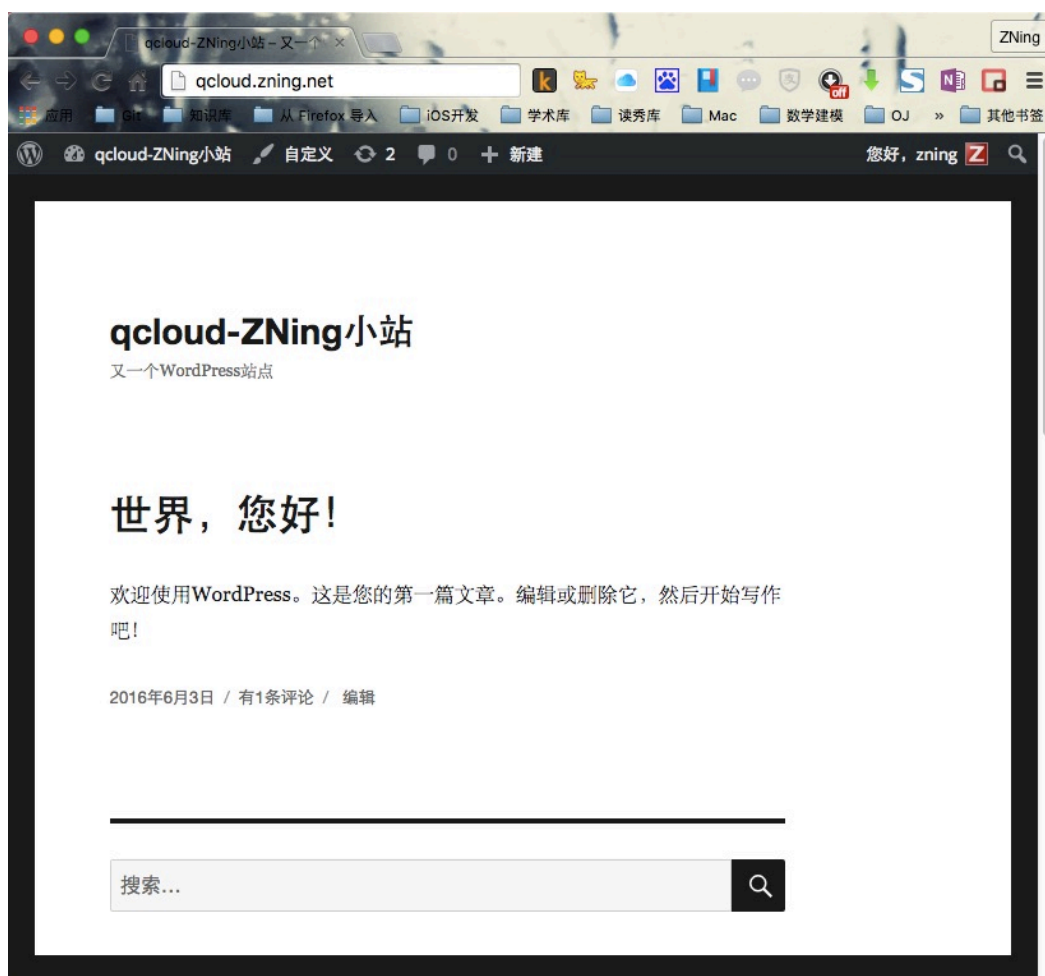 qcloud-ZNing小站 – 又一个
ZNing
qcloud.zning.net
off
应用 Git 知识库 从 Firefox 导入 iOS开发 学术库 读秀库 Mac 数学建模 OJ » 其他书签
qcloud-ZNing小站 自定义 2 0 新建 您好，zning Z
qcloud-ZNing小站
又一个WordPress站点
世界，您好！
欢迎使用WordPress。这是您的第一篇文章。编辑或删除它，然后开始写作
吧！
2016年6月3日 / 有1条评论 / 编辑
搜索…